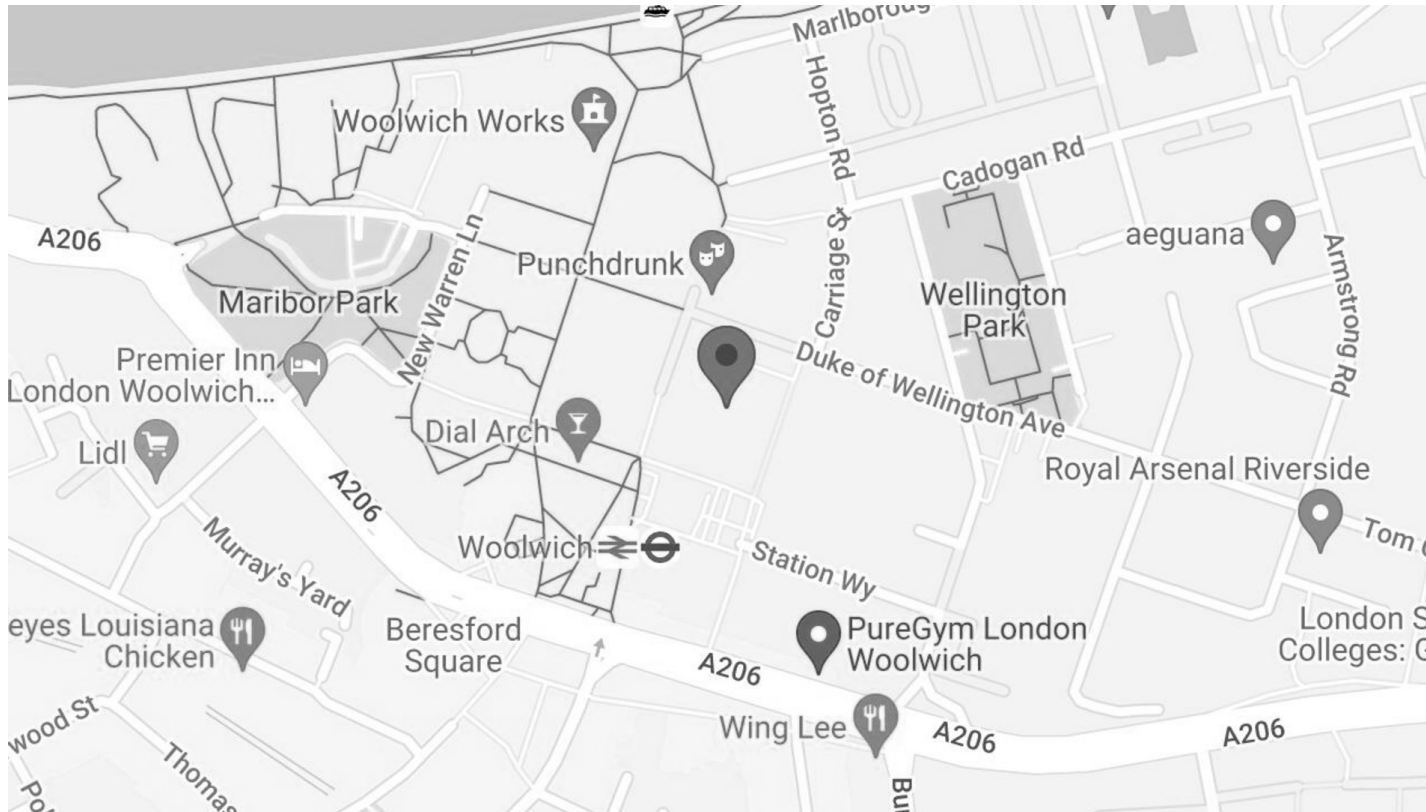 Marlboroug
Hopton Rd
Woolwich Works
Cadogan Rd
A206
New Warren Ln
Carriage St
aeguana
Punchdrunk
Armstrong Rd
Maribor Park
Wellington
Park
Premier Inn
London Woolwich...
Duke of Wellington Ave
Dial Arch
Lidl
Royal Arsenal Riverside
A206
Tom
Woolwich
Station Wy
Murray's Yard
eyes Louisiana
Chicken
Beresford
Square
PureGym London
Woolwich
London S
Colleges: G
A206
Wing Lee
A206
A206
wood St
Thomas
Po
Bu